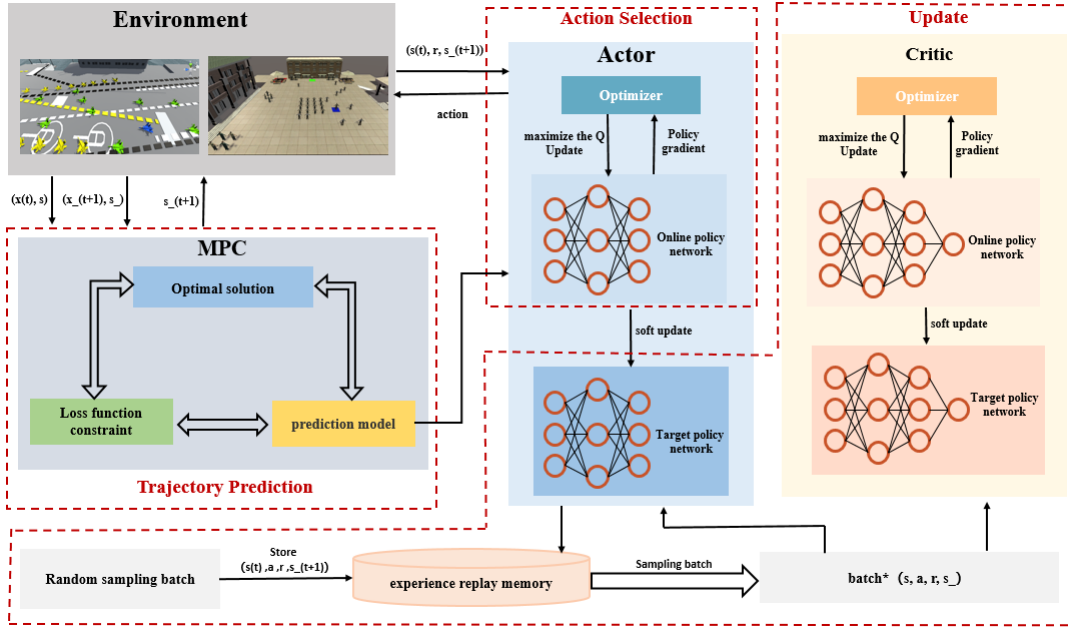 Environment
(s(t), r, s_(t+1))
action
(x(t), s)
(x_(t+1), s_)
s_(t+1)
MPC
Optimal solution
Loss function
constraint
prediction model
Trajectory Prediction
Action Selection
Actor
Optimizer
maximize the Q
Update
Policy
gradient
Online policy
network
soft update
Target policy
network
Update
Critic
Optimizer
maximize the Q
Update
Policy
gradient
Online policy
network
soft update
Target policy
network
Random sampling batch
Store
(s(t) ,a ,r ,s_(t+1))
experience replay memory
Sampling batch
batch* (s, a, r, s_)